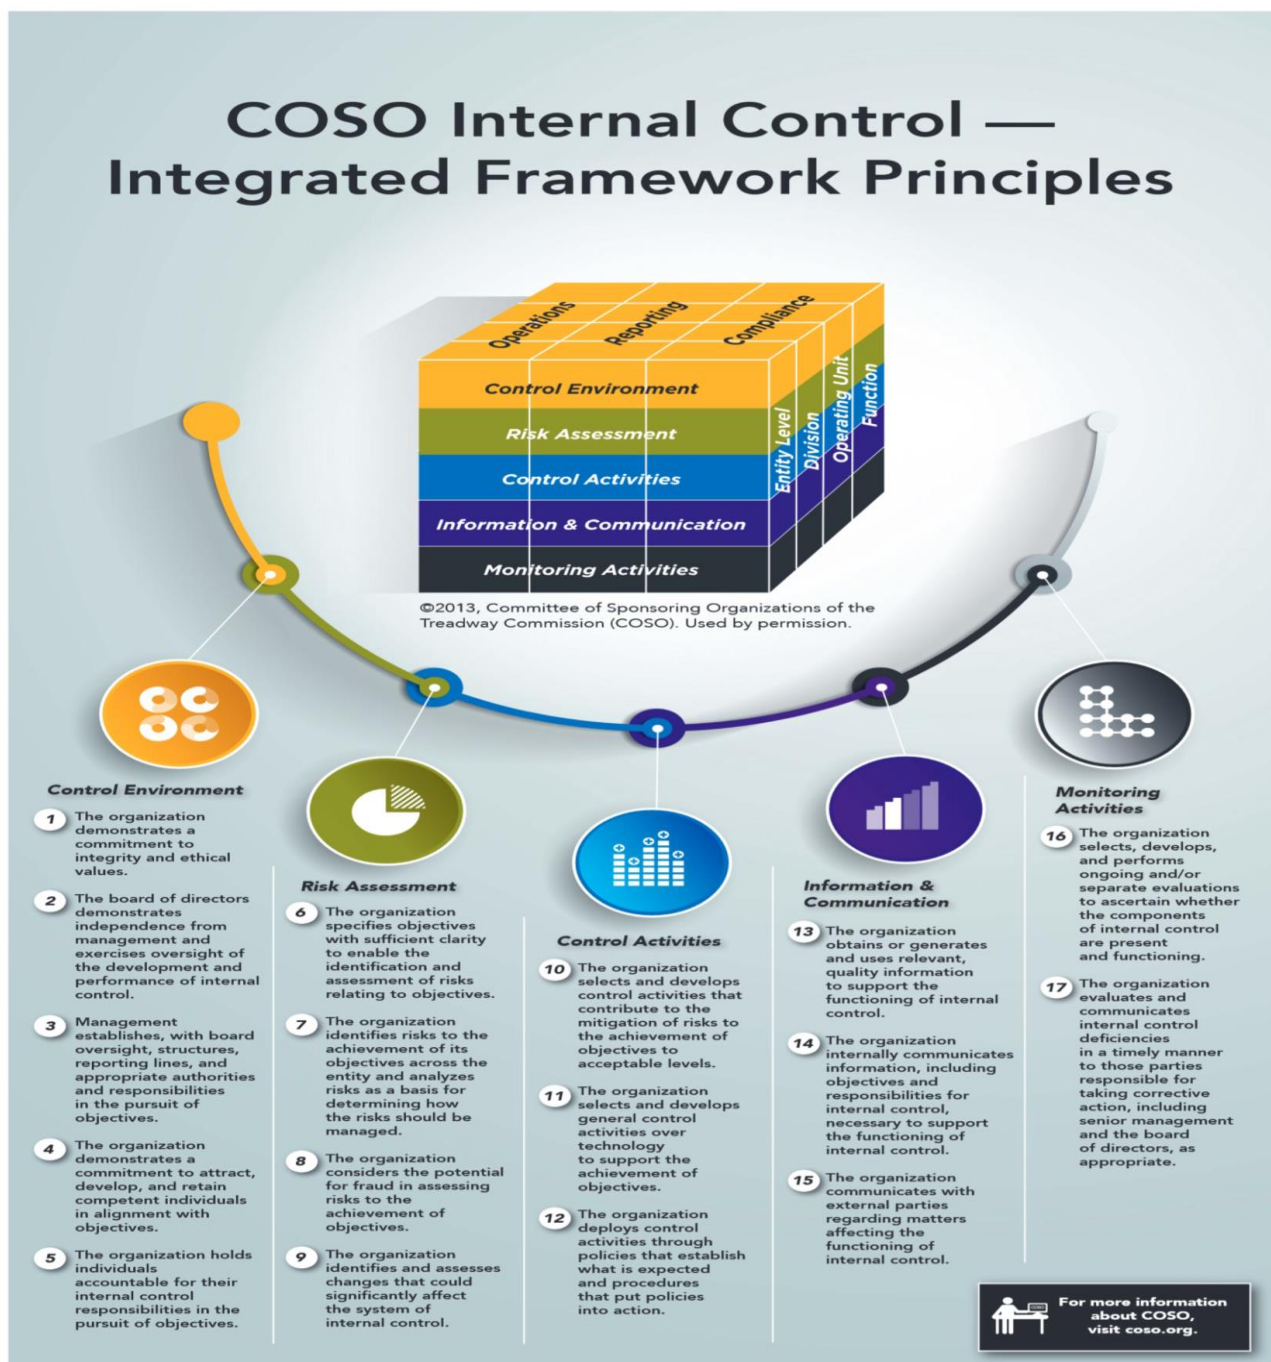 COSO Internal Control —
Integrated Framework Principles
Operations
Reporting
Compliance
Control Environment
Risk Assessment
Control Activities
Information & Communication
Monitoring Activities
Entity Level
Division
Operating Unit
Function
©2013, Committee of Sponsoring Organizations of the
Treadway Commission (COSO). Used by permission.
Control Environment
1 The organization
demonstrates a
commitment to
integrity and ethical
values.
2 The board of directors
demonstrates
independence from
management and
exercises oversight of
the development and
performance of internal
control.
3 Management
establishes, with board
oversight, structures,
reporting lines, and
appropriate authorities
and responsibilities
in the pursuit of
objectives.
4 The organization
demonstrates a
commitment to attract,
develop, and retain
competent individuals
in alignment with
objectives.
5 The organization holds
individuals
accountable for their
internal control
responsibilities in the
pursuit of objectives.
Risk Assessment
6 The organization
specifies objectives
with sufficient clarity
to enable the
identification and
assessment of risks
relating to objectives.
7 The organization
identifies risks to the
achievement of its
objectives across the
entity and analyzes
risks as a basis for
determining how
the risks should be
managed.
8 The organization
considers the potential
for fraud in assessing
risks to the
achievement of
objectives.
9 The organization
identifies and assesses
changes that could
significantly affect
the system of
internal control.
Control Activities
10 The organization
selects and develops
control activities that
contribute to the
mitigation of risks to
the achievement of
objectives to
acceptable levels.
11 The organization
selects and develops
general control
activities over
technology
to support the
achievement of
objectives.
12 The organization
deploys control
activities through
policies that establish
what is expected
and procedures
that put policies
into action.
Information &
Communication
13 The organization
obtains or generates
and uses relevant,
quality information
to support the
functioning of internal
control.
14 The organization
internally communicates
information, including
objectives and
responsibilities for
internal control,
necessary to support
the functioning of
internal control.
15 The organization
communicates with
external parties
regarding matters
affecting the
functioning of
internal control.
Monitoring
Activities
16 The organization
selects, develops,
and performs
ongoing and/or
separate evaluations
to ascertain whether
the components
of internal control
are present
and functioning.
17 The organization
evaluates and
communicates
internal control
deficiencies
in a timely manner
to those parties
responsible for
taking corrective
action, including
senior management
and the board
of directors, as
appropriate.
For more information
about COSO,
visit coso.org.